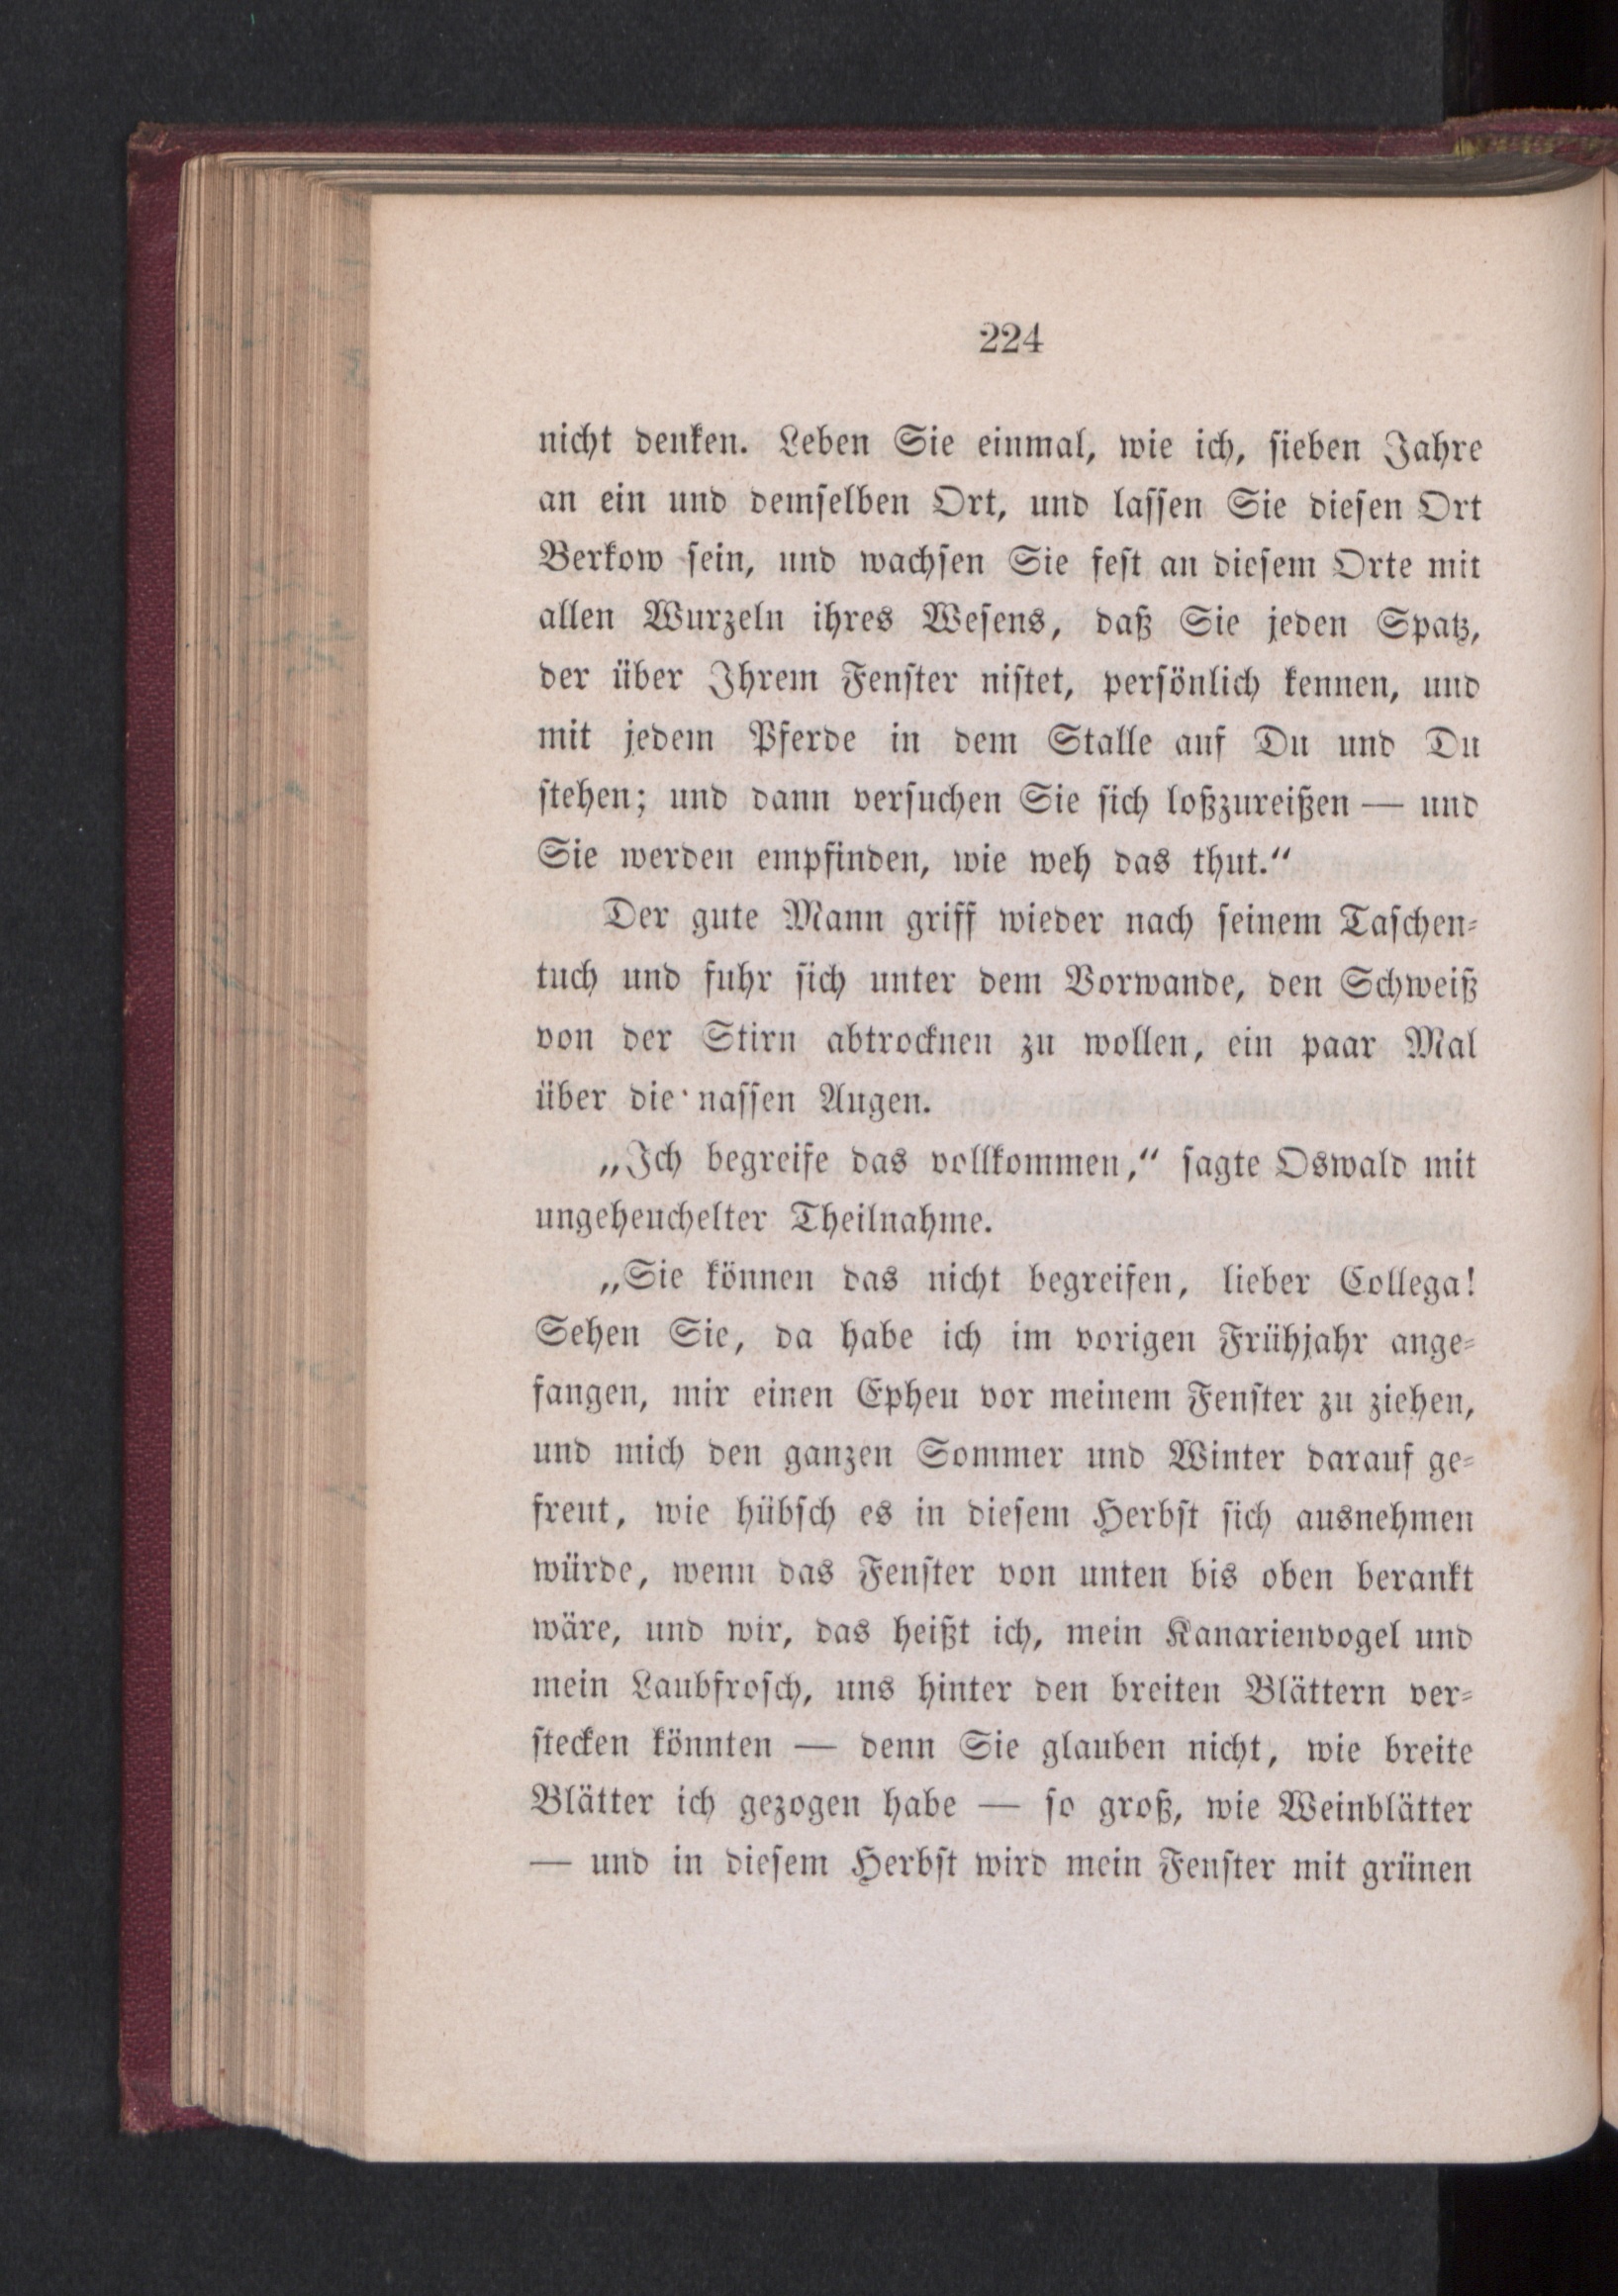 224
nicht denken. Leben Sie einmal, wie ich, sieben Jahre
an ein und demselben Ort, und lassen Sie diesen Ort
Berkow sein, und wachsen Sie fest an diesem Orte mit
allen Wurzeln ihres Wesens, daß Sie jeden Spatz,
der über Ihrem Fenster nistet, persönlich kennen, und
mit jedem Pferde in dem Stalle auf Du und Du
stehen; und dann versuchen Sie sich loßzureißen — und
Sie werden empfinden, wie weh das thut.“
Der gute Mann griff wieder nach seinem Taschen-
tuch und fuhr sich unter dem Vorwande, den Schweiß
von der Stirn abtrocknen zu wollen, ein paar Mal
über die nassen Augen.
„Ich begreife das vollkommen,“ sagte Oswald mit
ungeheuchelter Theilnahme.
„Sie können das nicht begreifen, lieber Collega!
Sehen Sie, da habe ich im vorigen Frühjahr ange-
fangen, mir einen Epheu vor meinem Fenster zu ziehen,
und mich den ganzen Sommer und Winter darauf ge-
freut, wie hübsch es in diesem Herbst sich ausnehmen
würde, wenn das Fenster von unten bis oben berankt
wäre, und wir, das heißt ich, mein Kanarienvogel und
mein Laubfrosch, uns hinter den breiten Blättern ver-
stecken könnten — denn Sie glauben nicht, wie breite
Blätter ich gezogen habe — so groß, wie Weinblätter
— und in diesem Herbst wird mein Fenster mit grünen